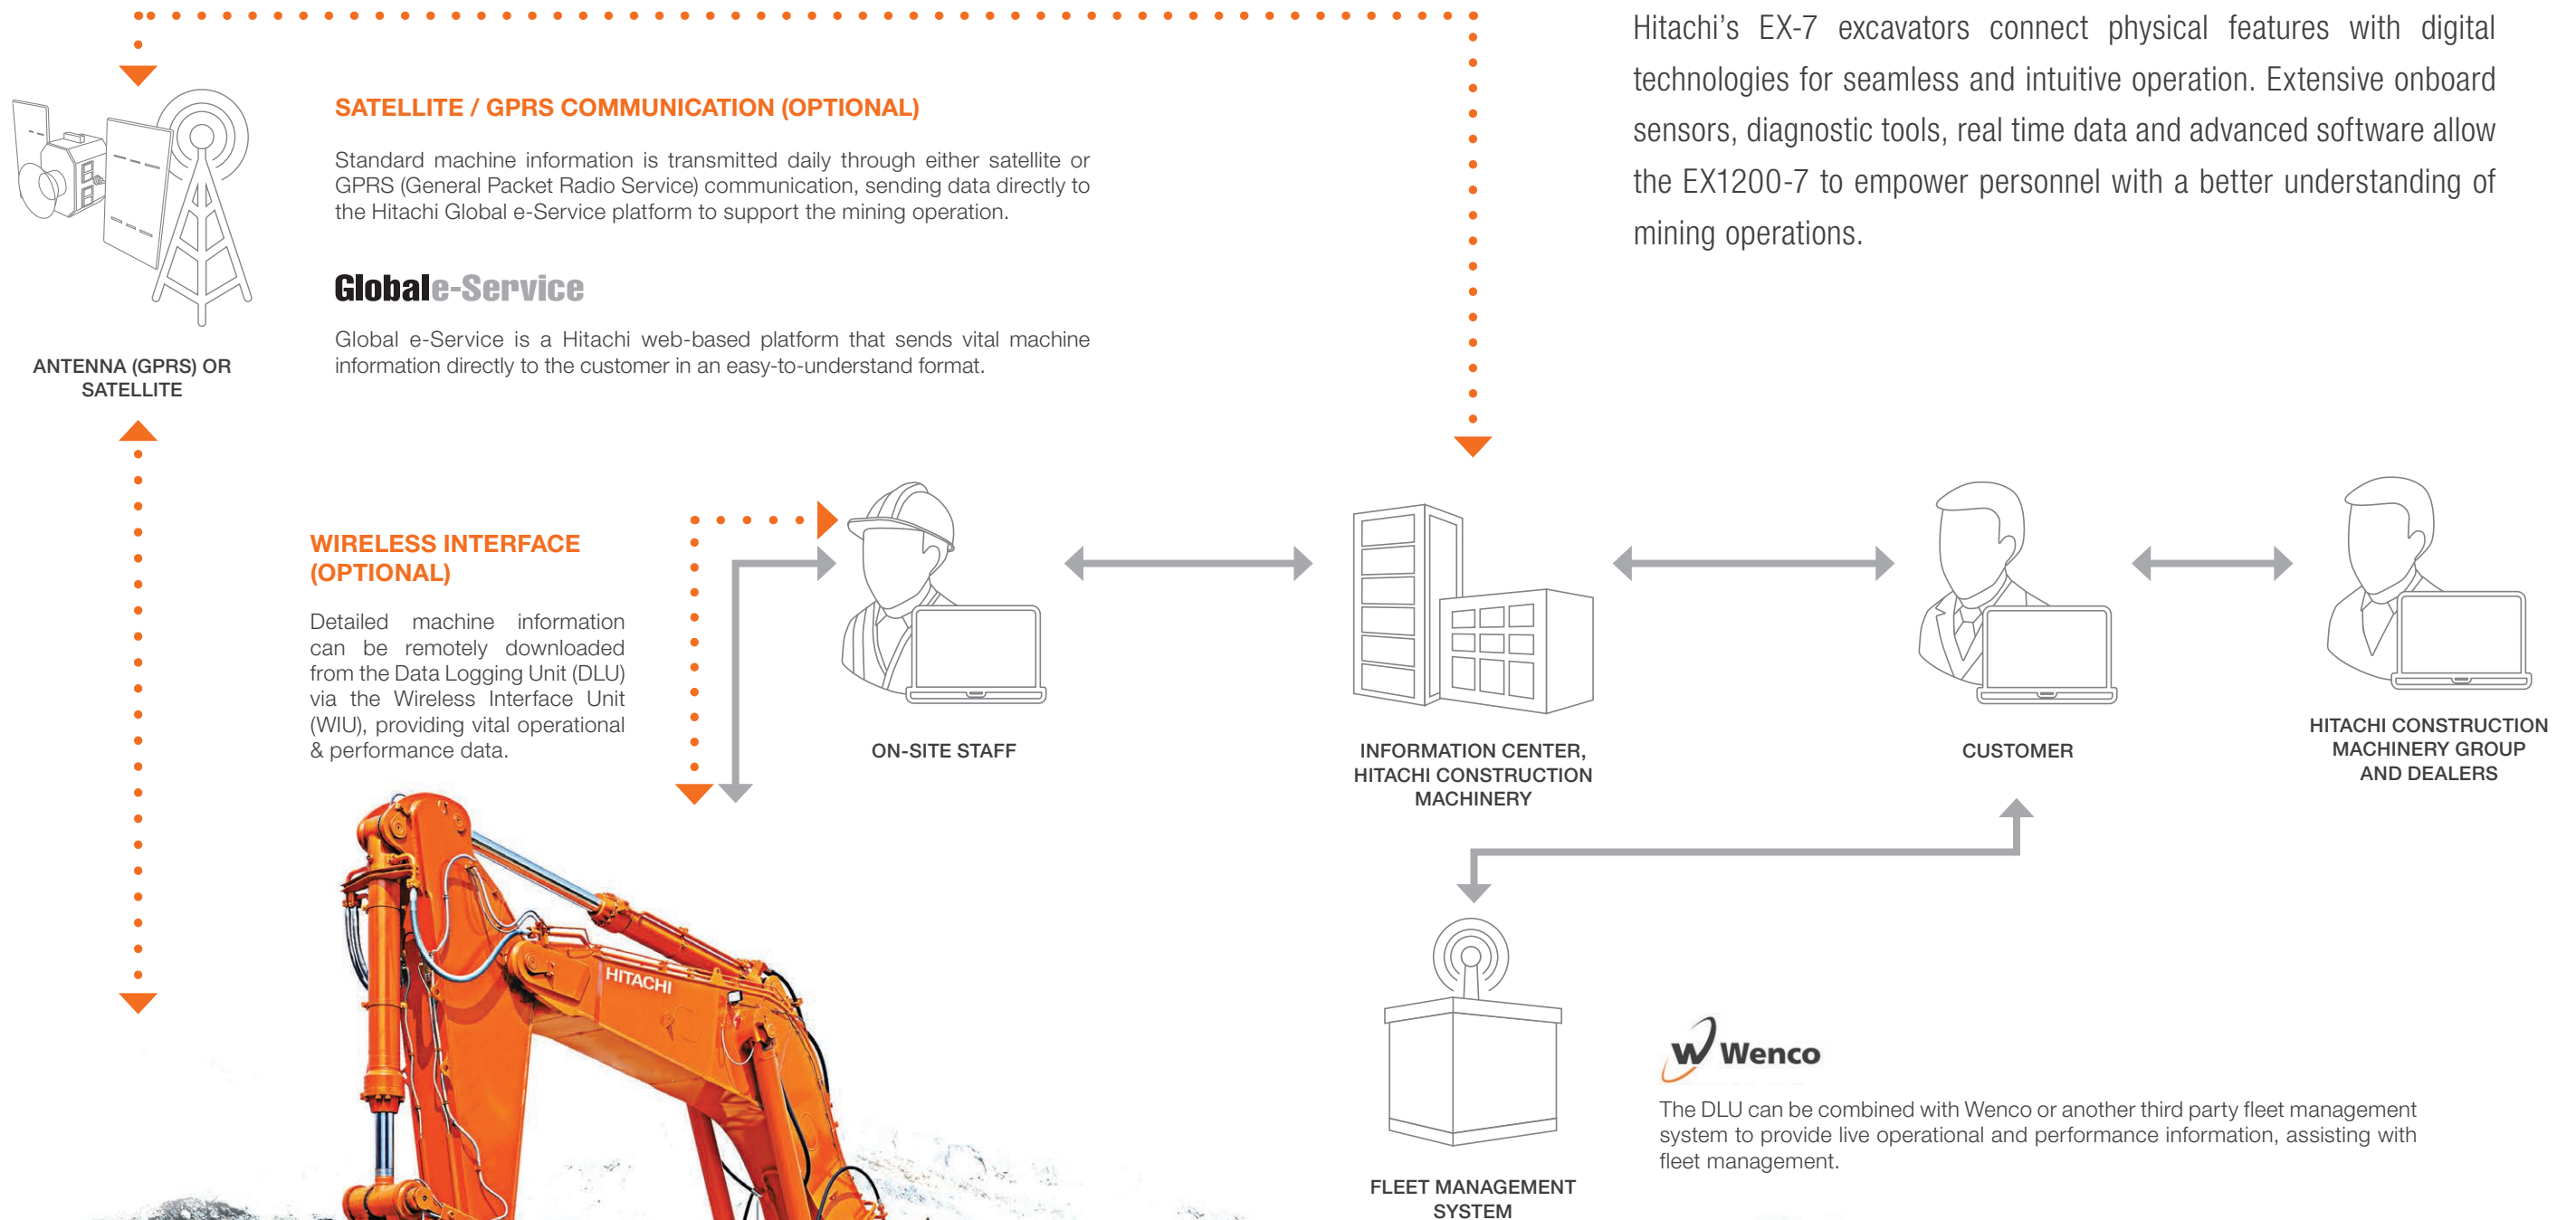 Hitachi's EX-7 excavators connect physical features with digital
technologies for seamless and intuitive operation. Extensive onboard
sensors, diagnostic tools, real time data and advanced software allow
the EX1200-7 to empower personnel with a better understanding of
mining operations.
SATELLITE / GPRS COMMUNICATION (OPTIONAL)
Standard machine information is transmitted daily through either satellite or
GPRS (General Packet Radio Service) communication, sending data directly to
the Hitachi Global e-Service platform to support the mining operation.
Globale-Service
Global e-Service is a Hitachi web-based platform that sends vital machine
information directly to the customer in an easy-to-understand format.
ANTENNA (GPRS) OR
SATELLITE
WIRELESS INTERFACE
(OPTIONAL)
Detailed machine information
can be remotely downloaded
from the Data Logging Unit (DLU)
via the Wireless Interface Unit
(WIU), providing vital operational
& performance data.
ON-SITE STAFF
INFORMATION CENTER,
HITACHI CONSTRUCTION
MACHINERY
CUSTOMER
HITACHI CONSTRUCTION
MACHINERY GROUP
AND DEALERS
HITACHI
W Wenco
The DLU can be combined with Wenco or another third party fleet management
system to provide live operational and performance information, assisting with
fleet management.
FLEET MANAGEMENT
SYSTEM